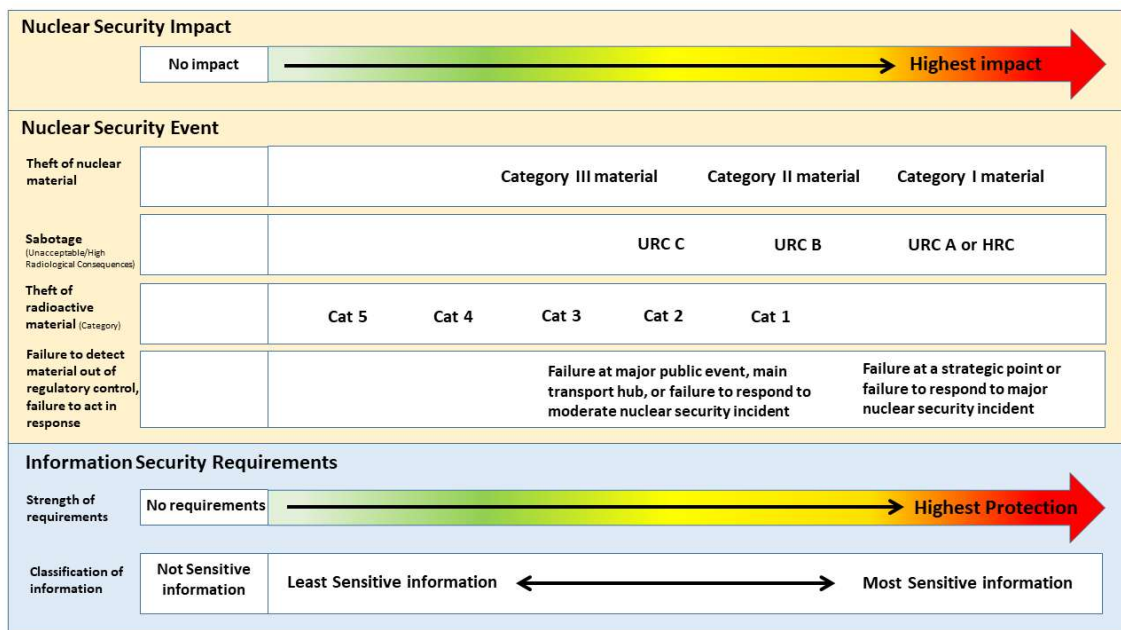 Nuclear Security Impact
No impact
Highest impact
Nuclear Security Event
Theft of nuclear
material
Category III material
Category II material
Category I material
Sabotage
(Unacceptable/High
Radiological Consequences)
URC C
URC B
URC A or HRC
Theft of
radioactive
material (Category)
Cat 5
Cat 4
Cat 3
Cat 2
Cat 1
Failure to detect
material out of
regulatory control,
failure to act in
response
Failure at major public event, main
transport hub, or failure to respond to
moderate nuclear security incident
Failure at a strategic point or
failure to respond to major
nuclear security incident
Information Security Requirements
Strength of
requirements
No requirements
Highest Protection
Classification of
information
Not Sensitive
information
Least Sensitive information
Most Sensitive information